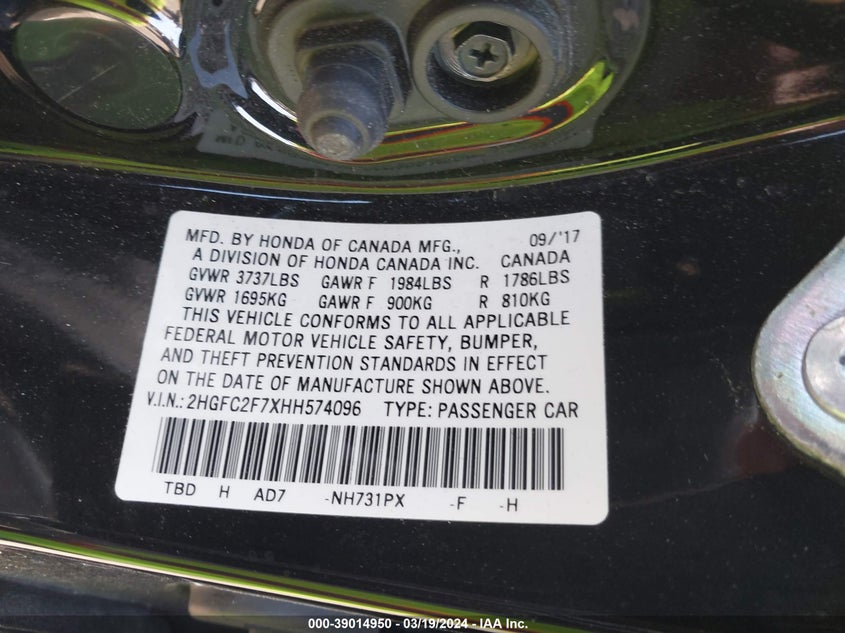 MFD. BY HONDA OF CANADA MFG., 09/'17
A DIVISION OF HONDA CANADA INC. CANADA
GVWR 3737LBS GAWR F 1984LBS R 1786LBS
GVWR 1695KG GAWR F 900KG R 810KG
THIS VEHICLE CONFORMS TO ALL APPLICABLE
FEDERAL MOTOR VEHICLE SAFETY, BUMPER,
AND THEFT PREVENTION STANDARDS IN EFFECT
ON THE DATE OF MANUFACTURE SHOWN ABOVE.
V.I.N.: 2HGFC2F7XHH574096 TYPE: PASSENGER CAR
TBD H AD7 -NH731PX -F -H
000-39014950 — 03/19/2024 — IAA Inc.